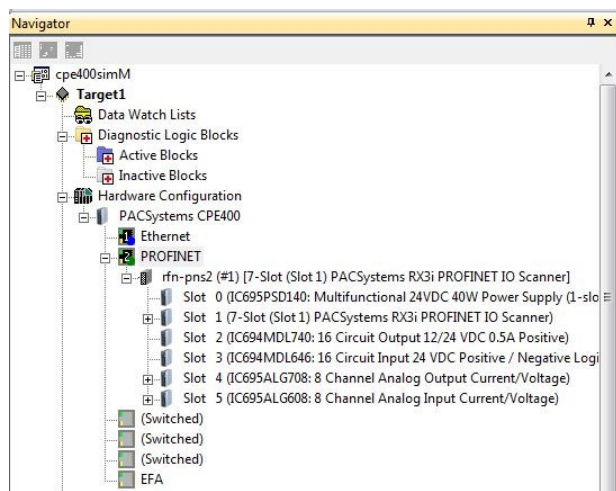 Navigator
cpe400simM
Target1
Data Watch Lists
Diagnostic Logic Blocks
Active Blocks
Inactive Blocks
Hardware Configuration
PACSystems CPE400
1 Ethernet
2 PROFINET
rfn-pns2 (#1) [7-Slot (Slot 1) PACSystems RX3i PROFINET IO Scanner]
Slot 0 (IC695PSD140: Multifunctional 24VDC 40W Power Supply (1-slo
Slot 1 (7-Slot (Slot 1) PACSystems RX3i PROFINET IO Scanner)
Slot 2 (IC694MDL740: 16 Circuit Output 12/24 VDC 0.5A Positive)
Slot 3 (IC694MDL646: 16 Circuit Input 24 VDC Positive / Negative Logi
Slot 4 (IC695ALG708: 8 Channel Analog Output Current/Voltage)
Slot 5 (IC695ALG608: 8 Channel Analog Input Current/Voltage)
(Switched)
(Switched)
(Switched)
EFA